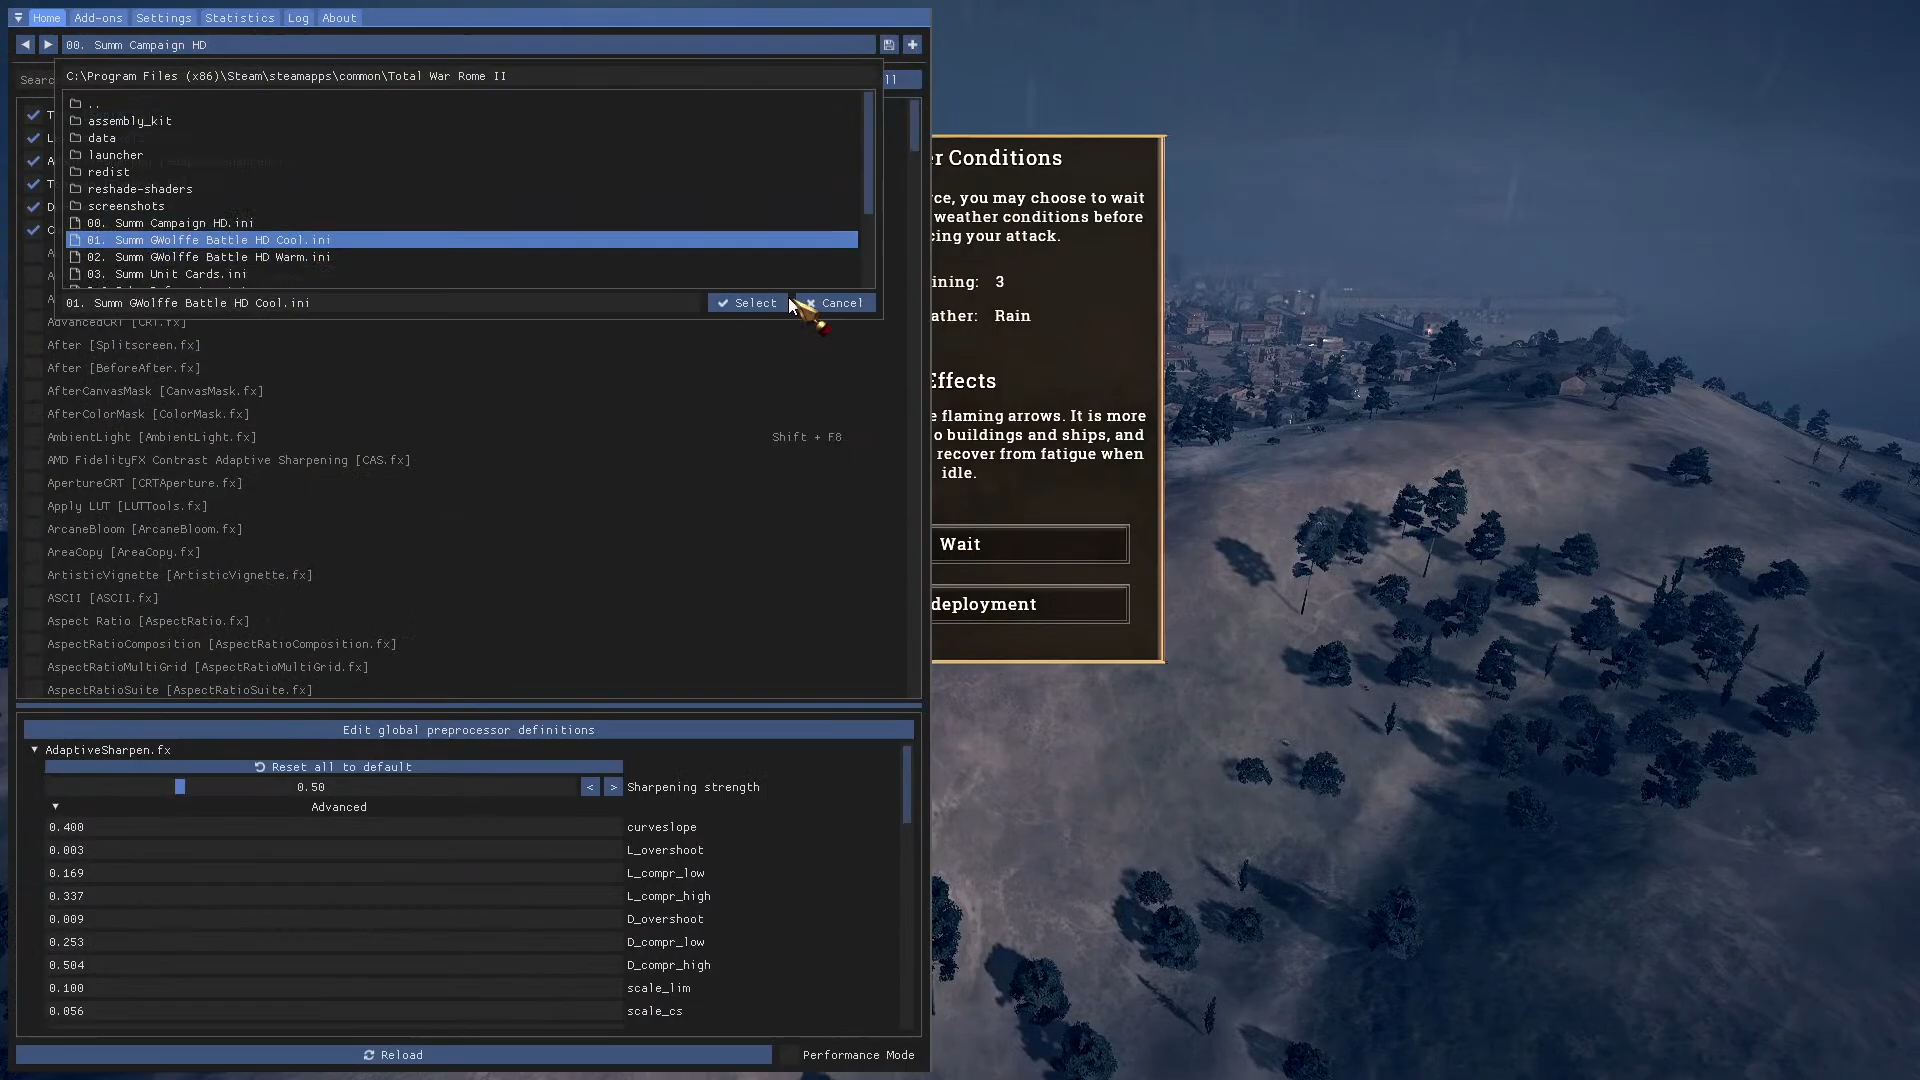 Home Add-ons Settings Statistics Log About
00. Summ Campaign HD
Searc
ll
C:\Program Files (x86)\Steam\steamapps\common\Total War Rome II
..
assembly_kit
data
launcher
redist
reshade-shaders
screenshots
00. Summ Campaign HD.ini
01. Summ GWolffe Battle HD Cool.ini
02. Summ GWolffe Battle HD Warm.ini
03. Summ Unit Cards.ini
01. Summ GWolffe Battle HD Cool.ini
Select
Cancel
T
L
A
T
D
C
A
A
A
AdvancedCRT [CRT.fx]
After [Splitscreen.fx]
After [BeforeAfter.fx]
AfterCanvasMask [CanvasMask.fx]
AfterColorMask [ColorMask.fx]
AmbientLight [AmbientLight.fx] Shift + F8
AMD FidelityFX Contrast Adaptive Sharpening [CAS.fx]
ApertureCRT [CRTAperture.fx]
Apply LUT [LUTTools.fx]
ArcaneBloom [ArcaneBloom.fx]
AreaCopy [AreaCopy.fx]
ArtisticVignette [ArtisticVignette.fx]
ASCII [ASCII.fx]
Aspect Ratio [AspectRatio.fx]
AspectRatioComposition [AspectRatioComposition.fx]
AspectRatioMultiGrid [AspectRatioMultiGrid.fx]
AspectRatioSuite [AspectRatioSuite.fx]
Edit global preprocessor definitions
AdaptiveSharpen.fx
Reset all to default
0.50 < > Sharpening strength
Advanced
0.400 curveslope
0.003 L_overshoot
0.169 L_compr_low
0.337 L_compr_high
0.009 D_overshoot
0.253 D_compr_low
0.504 D_compr_high
0.100 scale_lim
0.056 scale_cs
Reload
Performance Mode
er Conditions
rce, you may choose to wait
weather conditions before
cing your attack.
ining: 3
ather: Rain
Effects
e flaming arrows. It is more
o buildings and ships, and
recover from fatigue when
idle.
Wait
deployment